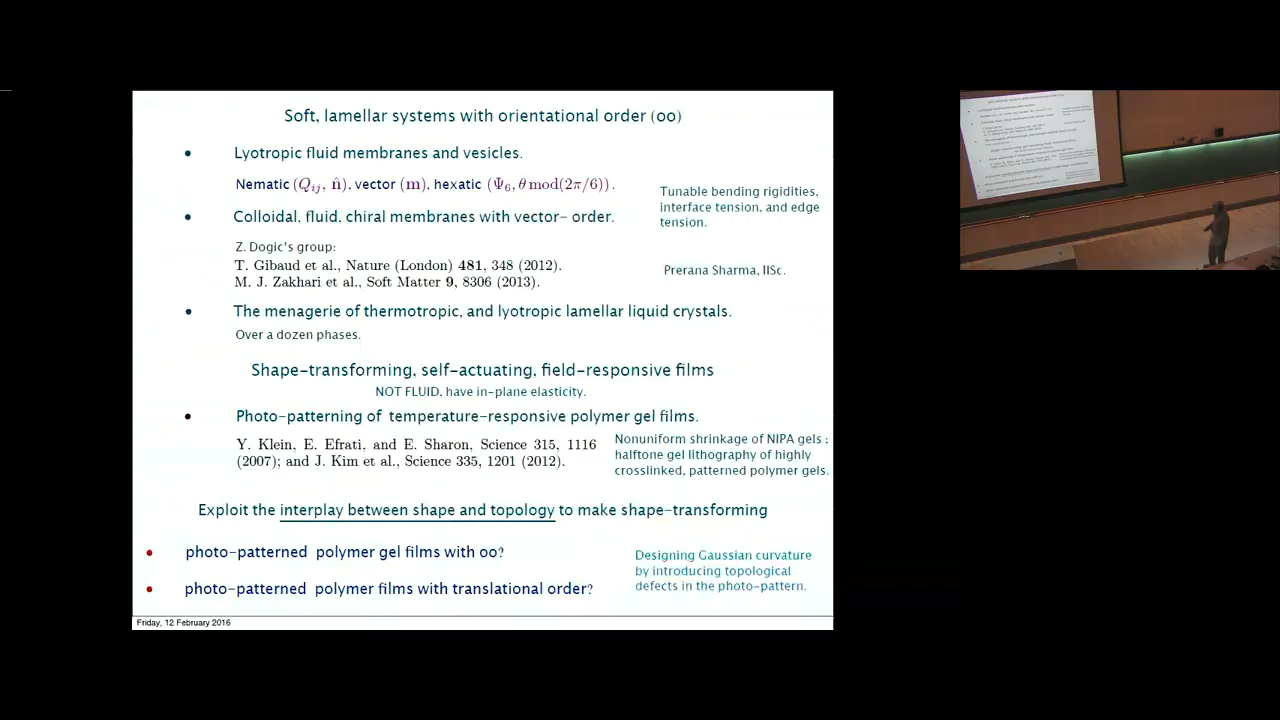 Soft, lamellar systems with orientational order (oo)
• Lyotropic fluid membranes and vesicles.
Nematic (Q_{ij}, n̂), vector (m), hexatic (Ψ_6, θ mod(2π/6)).
Tunable bending rigidities,
interface tension, and edge
tension.
• Colloidal, fluid, chiral membranes with vector- order.
Z. Dogic's group:
T. Gibaud et al., Nature (London) 481, 348 (2012).
M. J. Zakhari et al., Soft Matter 9, 8306 (2013).
Prerana Sharma, IISc.
• The menagerie of thermotropic, and lyotropic lamellar liquid crystals.
Over a dozen phases.
Shape-transforming, self-actuating, field-responsive films
NOT FLUID, have in-plane elasticity.
• Photo-patterning of temperature-responsive polymer gel films.
Y. Klein, E. Efrati, and E. Sharon, Science 315, 1116
(2007); and J. Kim et al., Science 335, 1201 (2012).
Nonuniform shrinkage of NIPA gels ;
halftone gel lithography of highly
crosslinked, patterned polymer gels.
Exploit the interplay between shape and topology to make shape-transforming
• photo-patterned polymer gel films with oo?
• photo-patterned polymer films with translational order?
Designing Gaussian curvature
by introducing topological
defects in the photo-pattern.
Friday, 12 February 2016